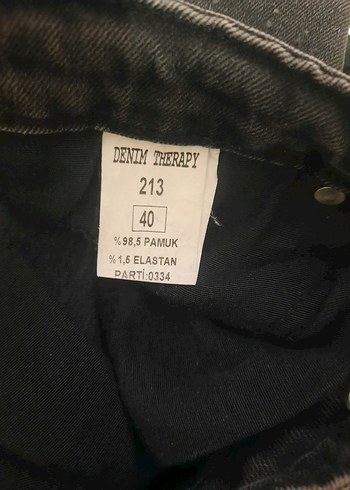 DENIM THERAPY
213
40
%98,5 PAMUK
%1,5 ELASTAN
PARTİ:0334